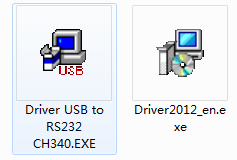 USB
Driver USB to
RS232
CH340.EXE
Driver2012_en.e
xe